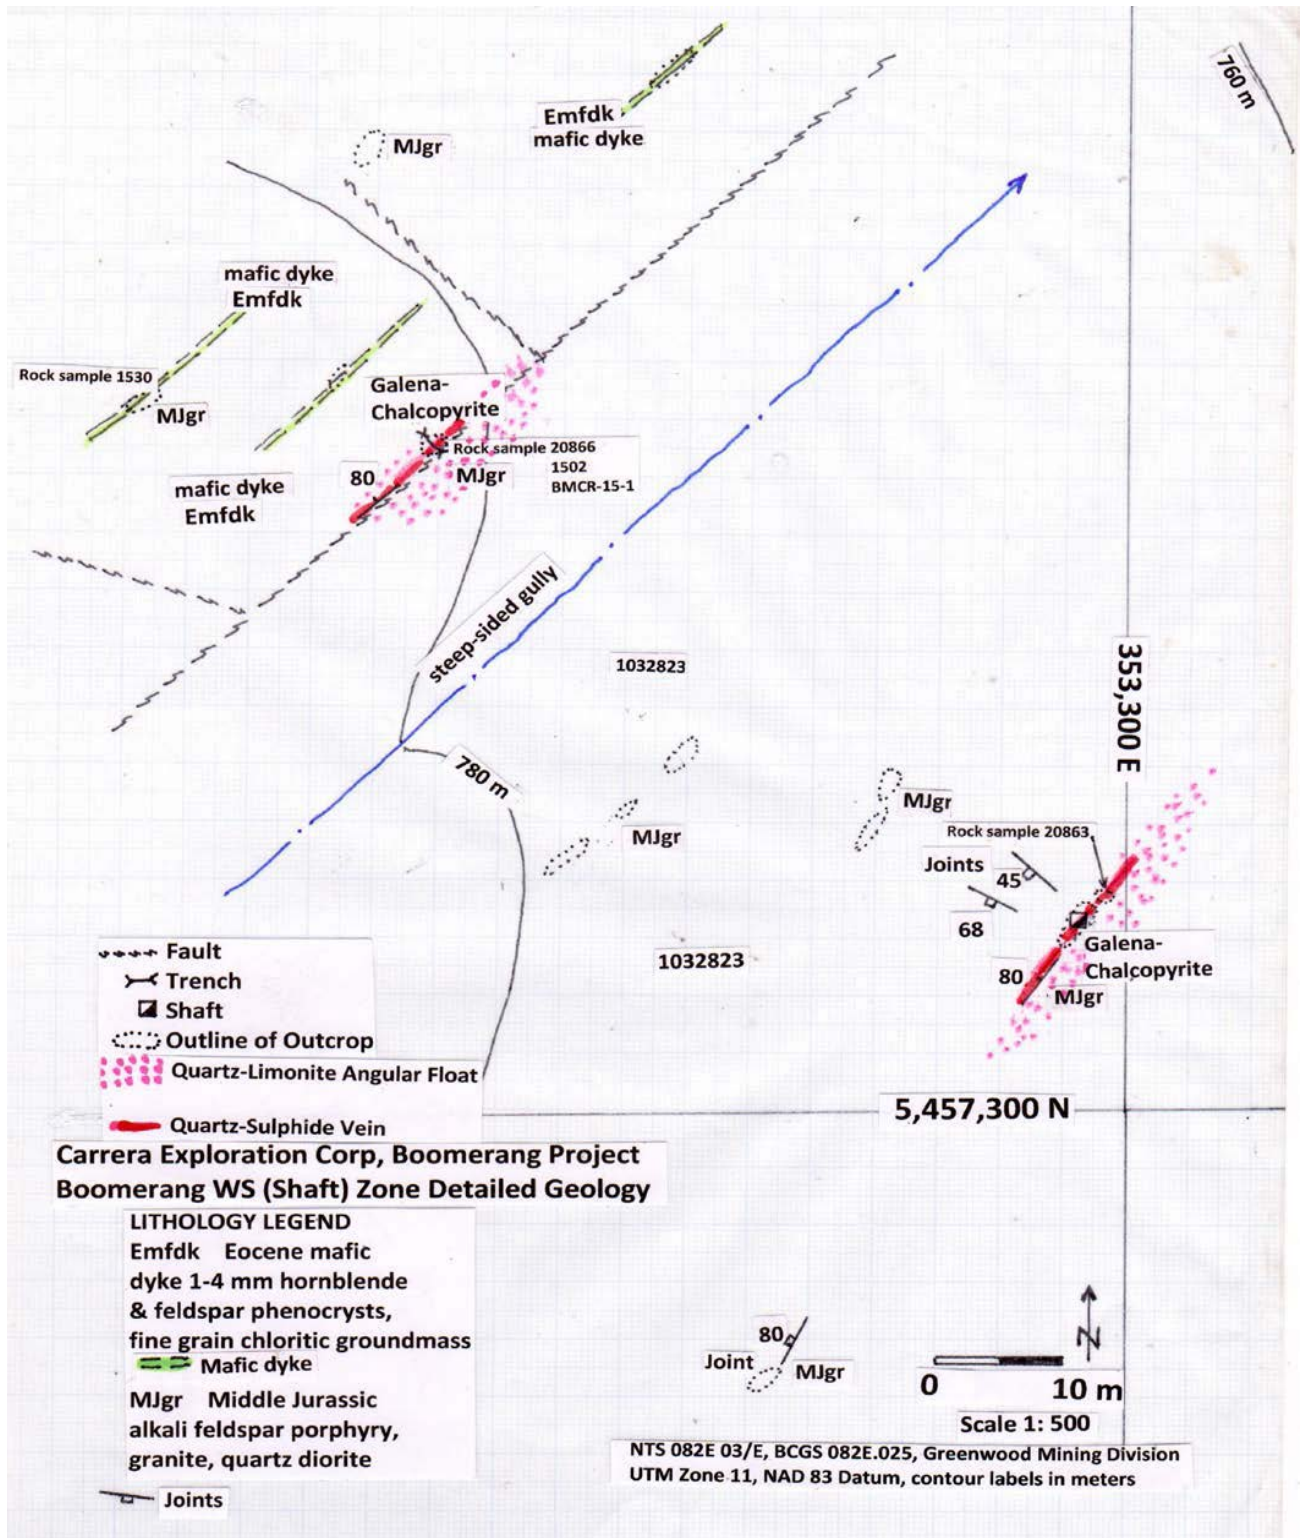 760 m
Emfdk
mafic dyke
MJgr
mafic dyke
Emfdk
Rock sample 1530
MJgr
Galena-
Chalcopyrite
Rock sample 20866
1502
BMCR-15-1
80
MJgr
mafic dyke
Emfdk
steep-sided gully
1032823
353,300 E
780 m
MJgr
MJgr
Rock sample 20863
Joints
45
68
Galena-
Chalcopyrite
80
MJgr
1032823
Fault
Trench
Shaft
Outline of Outcrop
Quartz-Limonite Angular Float
Quartz-Sulphide Vein
5,457,300 N
Carrera Exploration Corp, Boomerang Project
Boomerang WS (Shaft) Zone Detailed Geology
LITHOLOGY LEGEND
Emfdk Eocene mafic
dyke 1-4 mm hornblende
& feldspar phenocrysts,
fine grain chloritic groundmass
Mafic dyke
MJgr Middle Jurassic
alkali feldspar porphyry,
granite, quartz diorite
Joints
80
Joint
MJgr
N
0 10 m
Scale 1: 500
NTS 082E 03/E, BCGS 082E.025, Greenwood Mining Division
UTM Zone 11, NAD 83 Datum, contour labels in meters